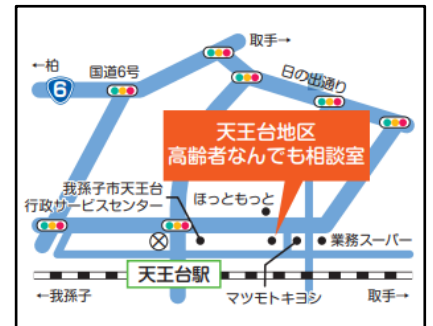 取手→
←柏
国道6号
6
日の出通り
天王台地区
高齢者なんでも相談室
我孫子市天王台
行政サービスセンター
ほっともっと
業務スーパー
天王台駅
マツモトキヨシ
←我孫子
取手→